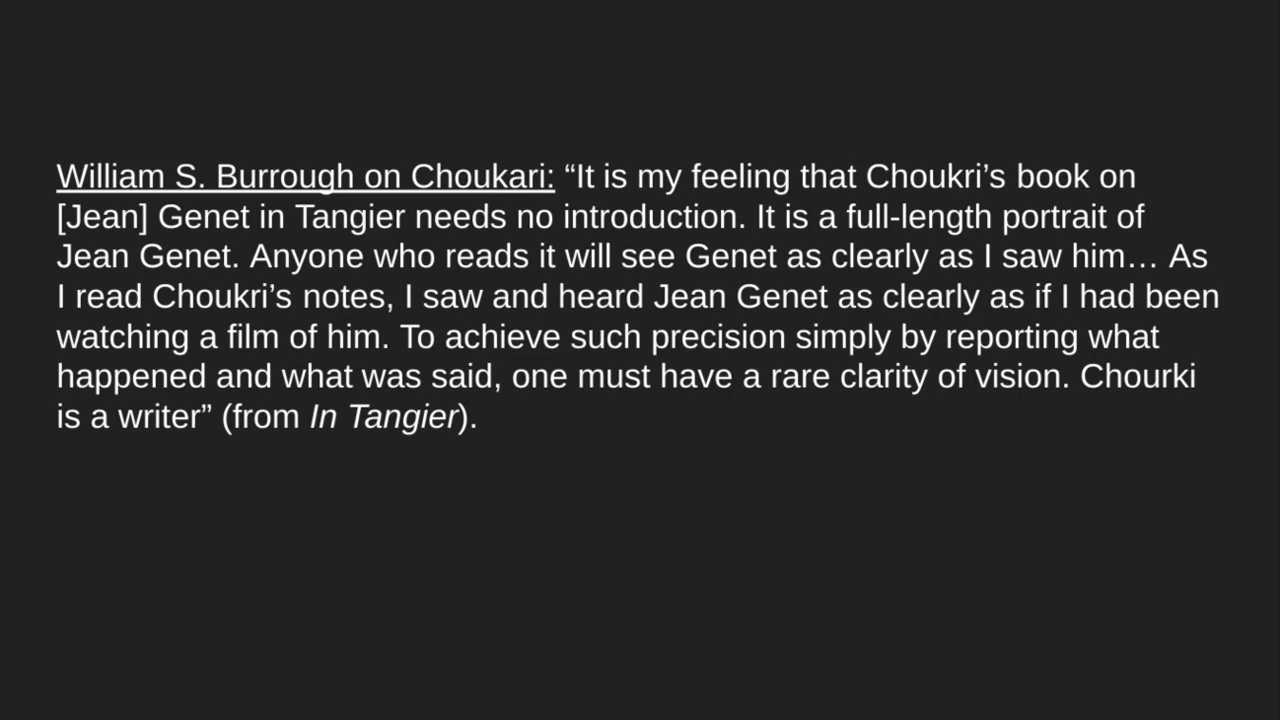 William S. Burrough on Choukari: “It is my feeling that Choukri’s book on
[Jean] Genet in Tangier needs no introduction. It is a full-length portrait of
Jean Genet. Anyone who reads it will see Genet as clearly as I saw him… As
I read Choukri’s notes, I saw and heard Jean Genet as clearly as if I had been
watching a film of him. To achieve such precision simply by reporting what
happened and what was said, one must have a rare clarity of vision. Chourki
is a writer” (from In Tangier).